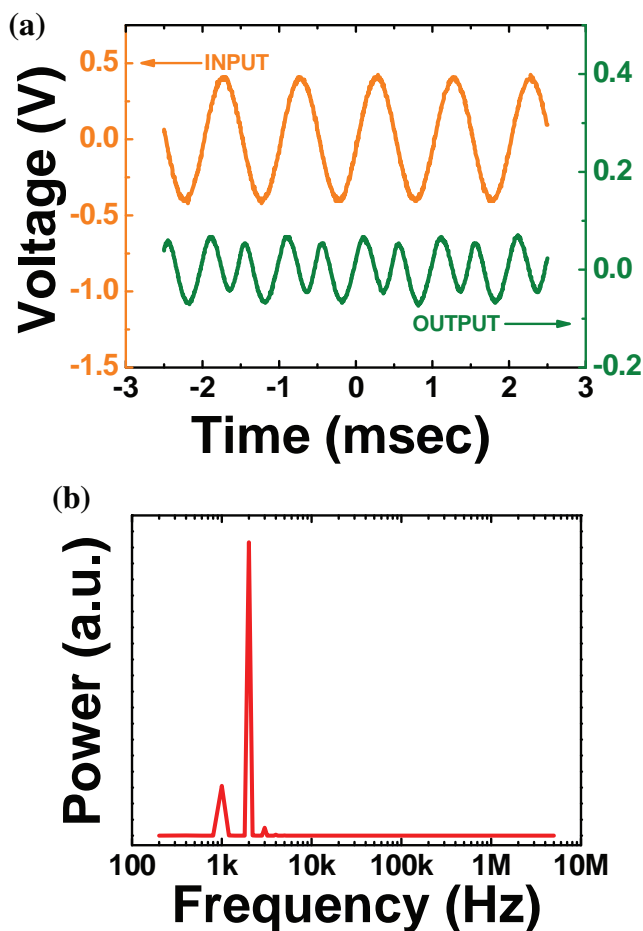 (a)
INPUT
OUTPUT
Voltage (V)
0.5
0.0
-0.5
-1.0
-1.5
0.4
0.2
0.0
-0.2
-3 -2 -1 0 1 2 3
Time (msec)
(b)
Power (a.u.)
100 1k 10k 100k 1M 10M
Frequency (Hz)